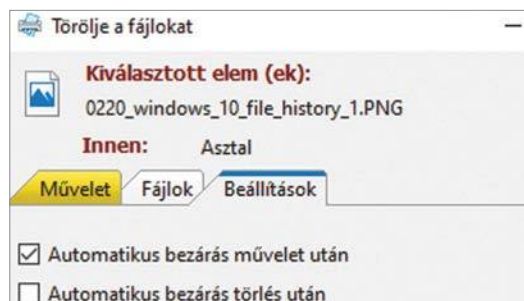 Törölje a fájlokat
Kiválasztott elem (ek):
0220_windows_10_file_history_1.PNG
Innen: Asztal
Művelet Fájlok Beállítások
Automatikus bezárás művelet után
Automatikus bezárás törlés után